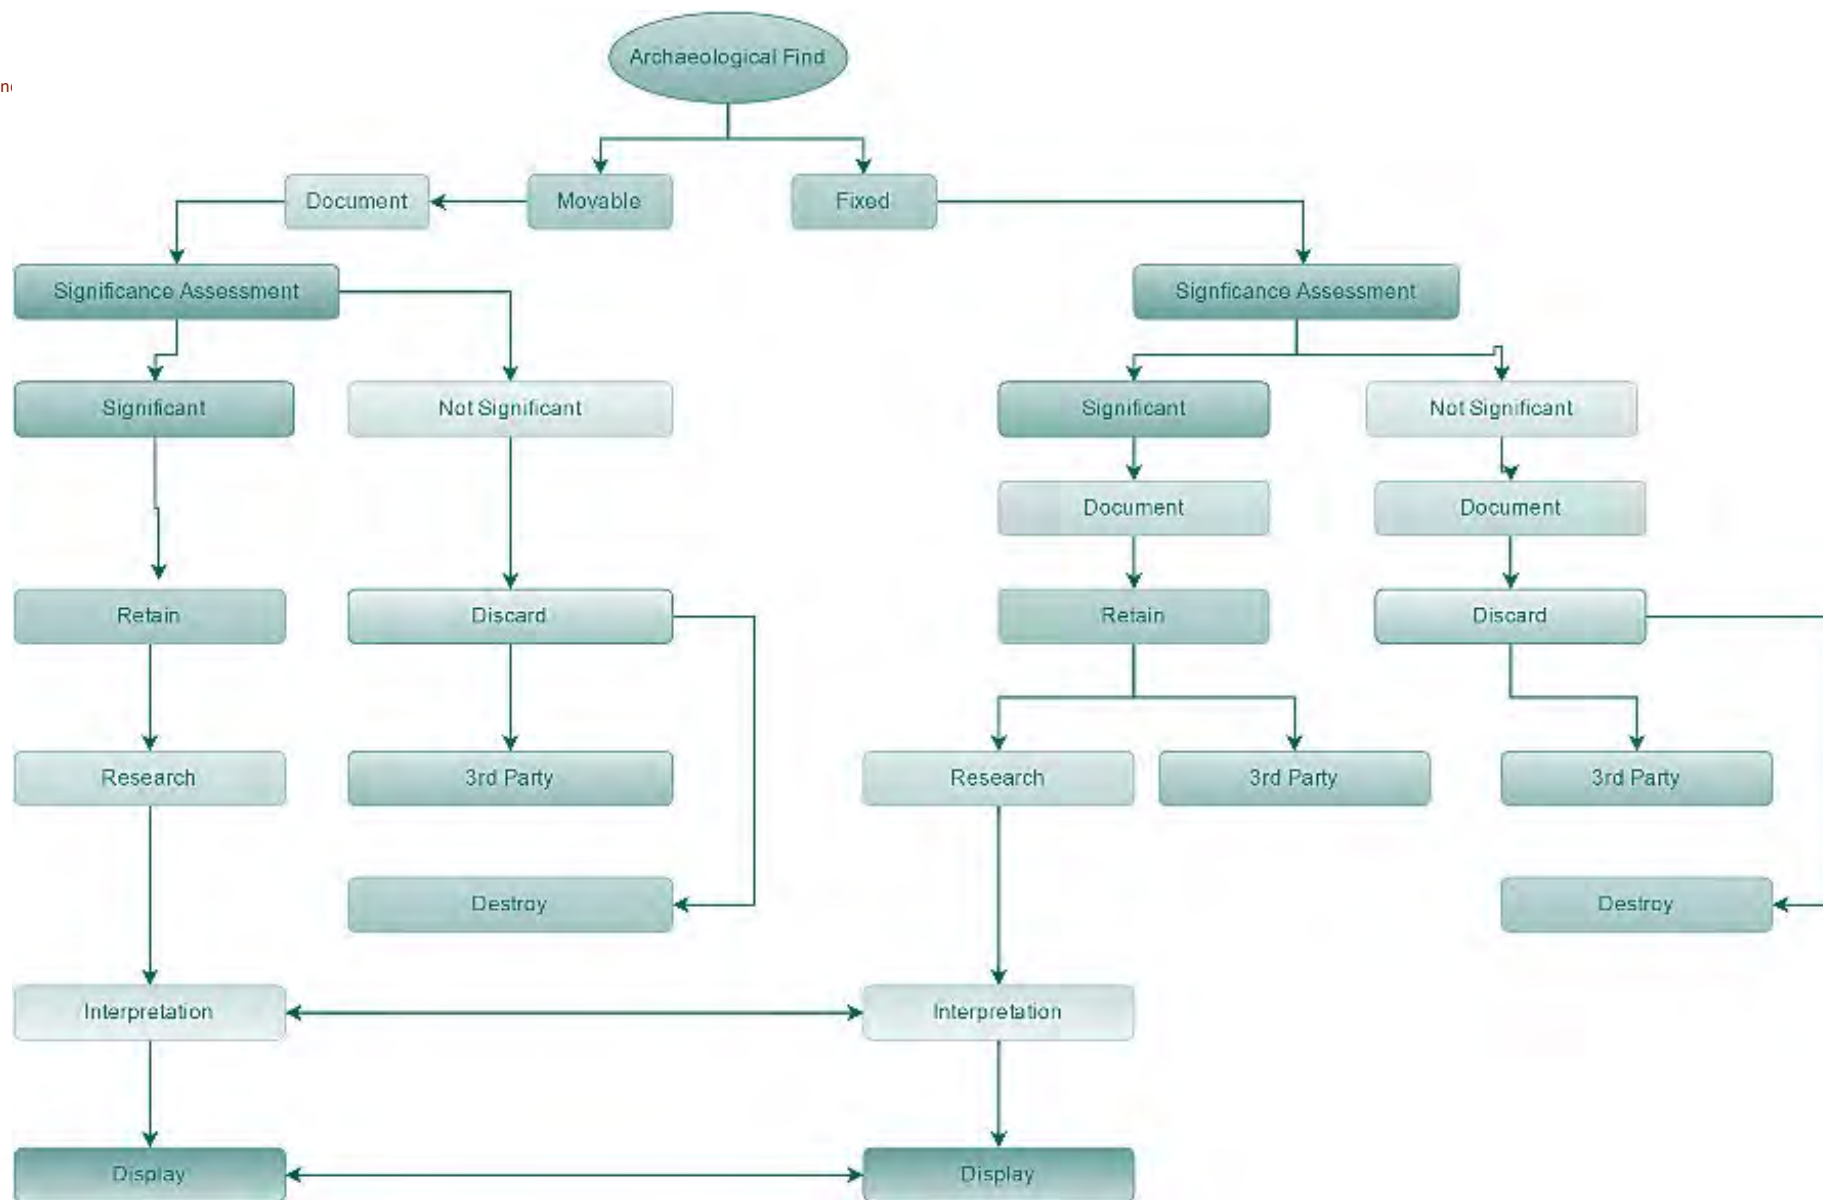 Archaeological Find
Document
Movable
Fixed
Significance Assessment
Signficance Assessment
Significant
Not Significant
Significant
Not Significant
Document
Document
Retain
Discard
Retain
Discard
Research
3rd Party
Research
3rd Party
3rd Party
Destroy
Destroy
Interpretation
Interpretation
Display
Display